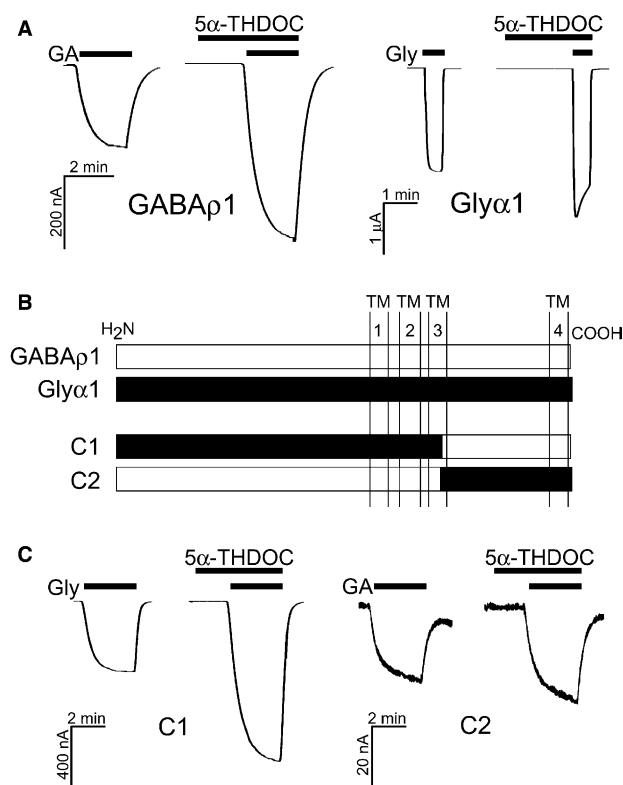 A
5α-THDOC
5α-THDOC
GA
Gly
2 min
200 nA
GABAρ1
1 min
1 µA
Glyα1
B
TM TM TM TM
H2N 1 2 3 4 COOH
GABAρ1
Glyα1
C1
C2
C
5α-THDOC
5α-THDOC
Gly
GA
2 min
400 nA
C1
2 min
20 nA
C2